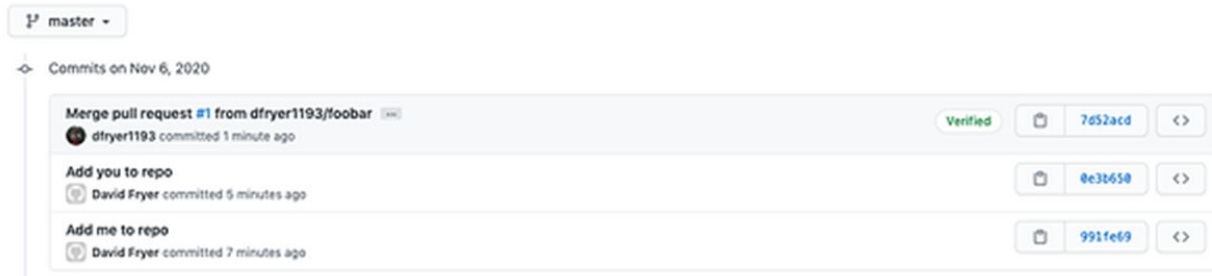 master
Commits on Nov 6, 2020
Merge pull request #1 from dfryer1193/foobar ...
dfryer1193 committed 1 minute ago
Verified
7d52acd
Add you to repo
David Fryer committed 5 minutes ago
0e3b650
Add me to repo
David Fryer committed 7 minutes ago
991fe69